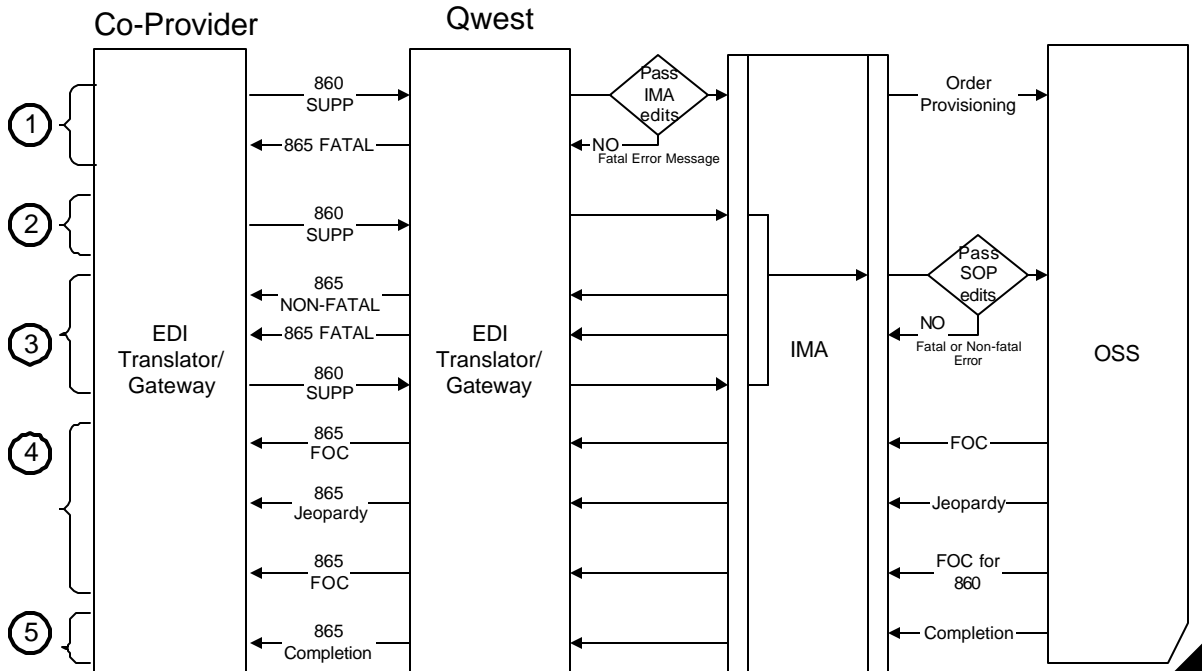 Co-Provider
Qwest
1
860
SUPP
Pass
IMA
edits
Order
Provisioning
865 FATAL
NO
Fatal Error Message
2
860
SUPP
Pass
SOP
edits
3
865
NON-FATAL
865 FATAL
NO
Fatal or Non-fatal
Error
EDI
Translator/
Gateway
EDI
Translator/
Gateway
IMA
OSS
860
SUPP
4
865
FOC
FOC
865
Jeopardy
Jeopardy
865
FOC
FOC for
860
5
865
Completion
Completion